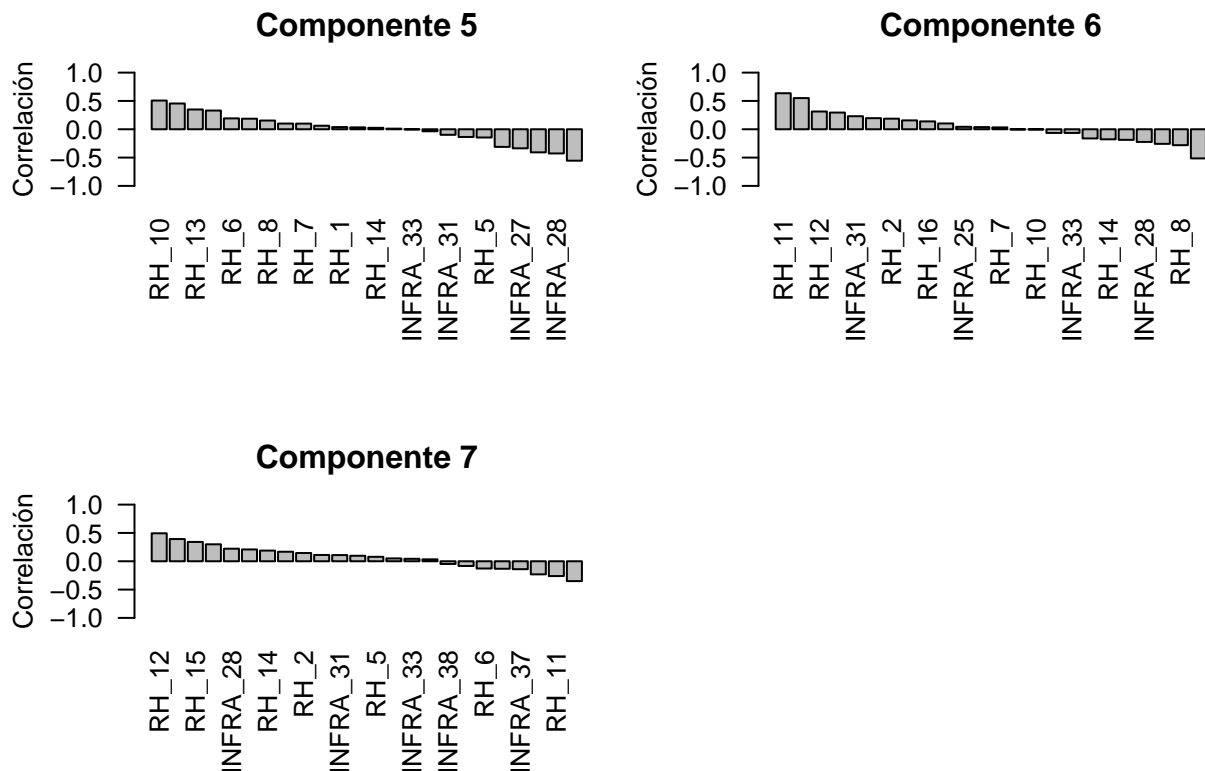 Componente 5
Correlación
1.0
0.5
0.0
−0.5
−1.0
RH_10
RH_13
RH_6
RH_8
RH_7
RH_1
RH_14
INFRA_33
INFRA_31
RH_5
INFRA_27
INFRA_28
Componente 6
Correlación
1.0
0.5
0.0
−0.5
−1.0
RH_11
RH_12
INFRA_31
RH_2
RH_16
INFRA_25
RH_7
RH_10
INFRA_33
RH_14
INFRA_28
RH_8
Componente 7
Correlación
1.0
0.5
0.0
−0.5
−1.0
RH_12
RH_15
INFRA_28
RH_14
RH_2
INFRA_31
RH_5
INFRA_33
INFRA_38
RH_6
INFRA_37
RH_11